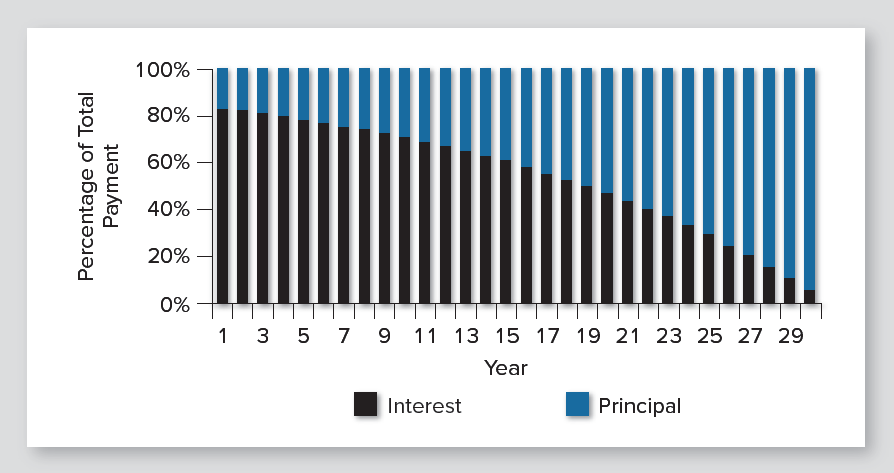 100%
80%
60%
40%
20%
0%
Percentage of Total
Payment
1 3 5 7 9 11 13 15 17 19 21 23 25 27 29
Year
Interest Principal